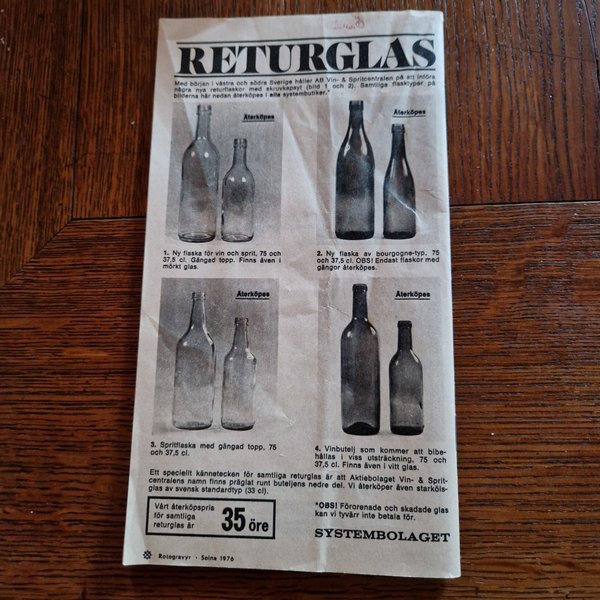 RETURGLAS
Med början i västra och södra Sverige håller AB Vin- & Spritcentralen på att införa
några nya returflaskor med skruvkapsyl (bild 1 och 2). Samtliga flasktyper på
bilderna här nedan återköpes i alla systembutiker.*
Återköpes
Återköpes
1. Ny flaska för vin och sprit, 75 och
37,5 cl. Gängad topp. Finns även i
mörkt glas.
2. Ny flaska av bourgogne-typ, 75
och 37,5 cl. OBS! Endast flaskor med
gängor återköpes.
Återköpes
Återköpes
3. Spritflaska med gängad topp, 75
och 37,5 cl.
4. Vinbutelj som kommer att bibe-
hållas i viss utsträckning, 75 och
37,5 cl. Finns även i vitt glas.
Ett speciellt kännetecken för samtliga returglas är att Aktiebolaget Vin- & Sprit-
centralens namn finns präglat runt buteljens nedre del. Vi återköper även starköls-
glas av svensk standardtyp (33 cl).
Vårt återköpspris
för samtliga
returglas är
35 öre
*OBS! Förorenade och skadade glas
kan vi tyvärr inte betala för.
SYSTEMBOLAGET
Rotogravyr · Solna 1976